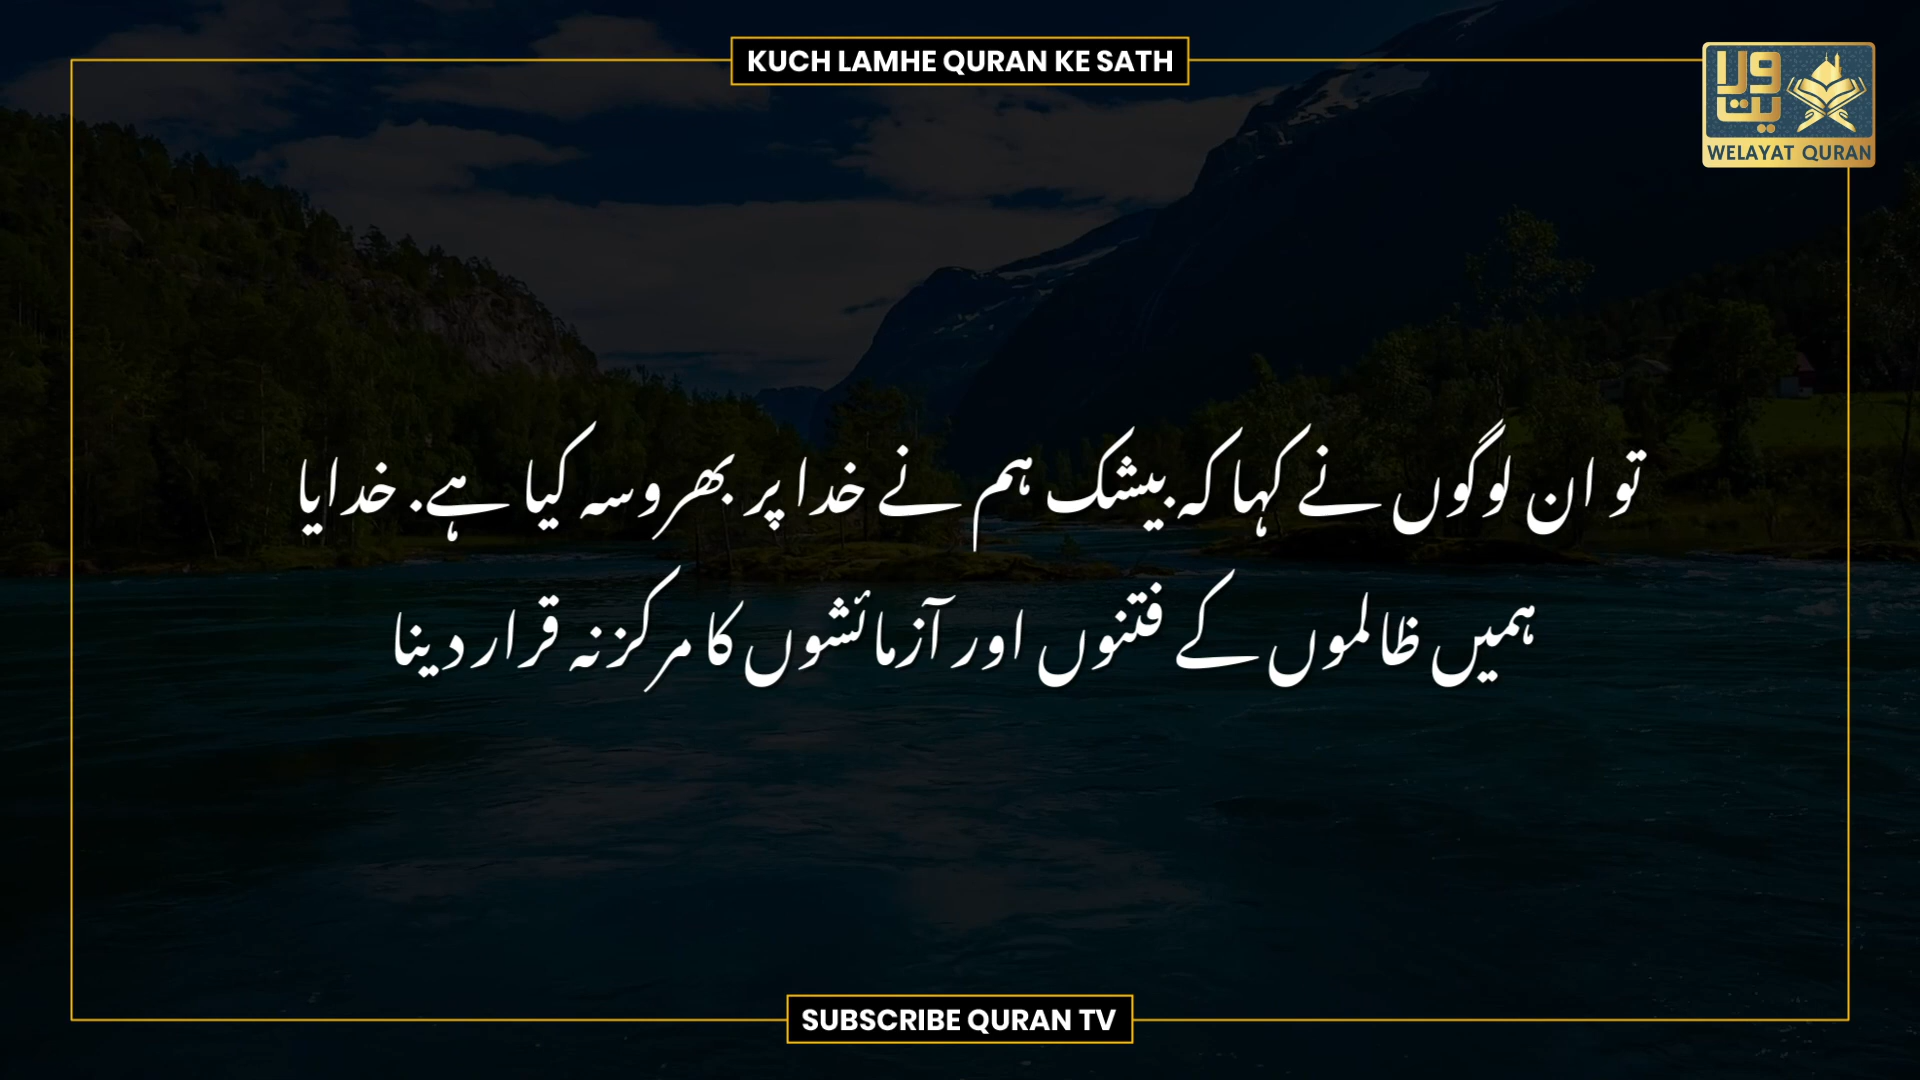 KUCH LAMHE QURAN KE SATH
ولایت
WELAYAT QURAN
تو ان لوگوں نے کہا کہ بیشک ہم نے خدا پر بھروسہ کیا ہے. خدایا
ہمیں ظالموں کے فتنوں اور آزمائشوں کا مرکز نہ قرار دینا
SUBSCRIBE QURAN TV